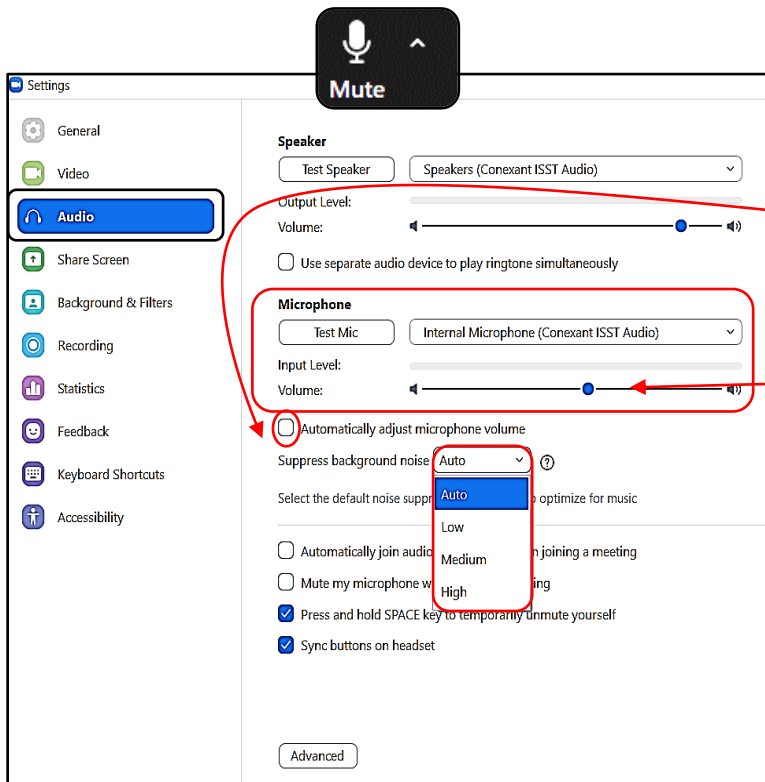 Mute
Settings
General
Video
Audio
Share Screen
Background & Filters
Recording
Statistics
Feedback
Keyboard Shortcuts
Accessibility
Speaker
Test Speaker Speakers (Conexant ISST Audio)
Output Level:
Volume:
Use separate audio device to play ringtone simultaneously
Microphone
Test Mic Internal Microphone (Conexant ISST Audio)
Input Level:
Volume:
Automatically adjust microphone volume
Suppress background noise Auto
Select the default noise optimize for music
Auto
Low
Medium
High
Automatically join audio joining a meeting
Mute my microphone
Press and hold SPACE key to temporarily unmute yourself
Sync buttons on headset
Advanced